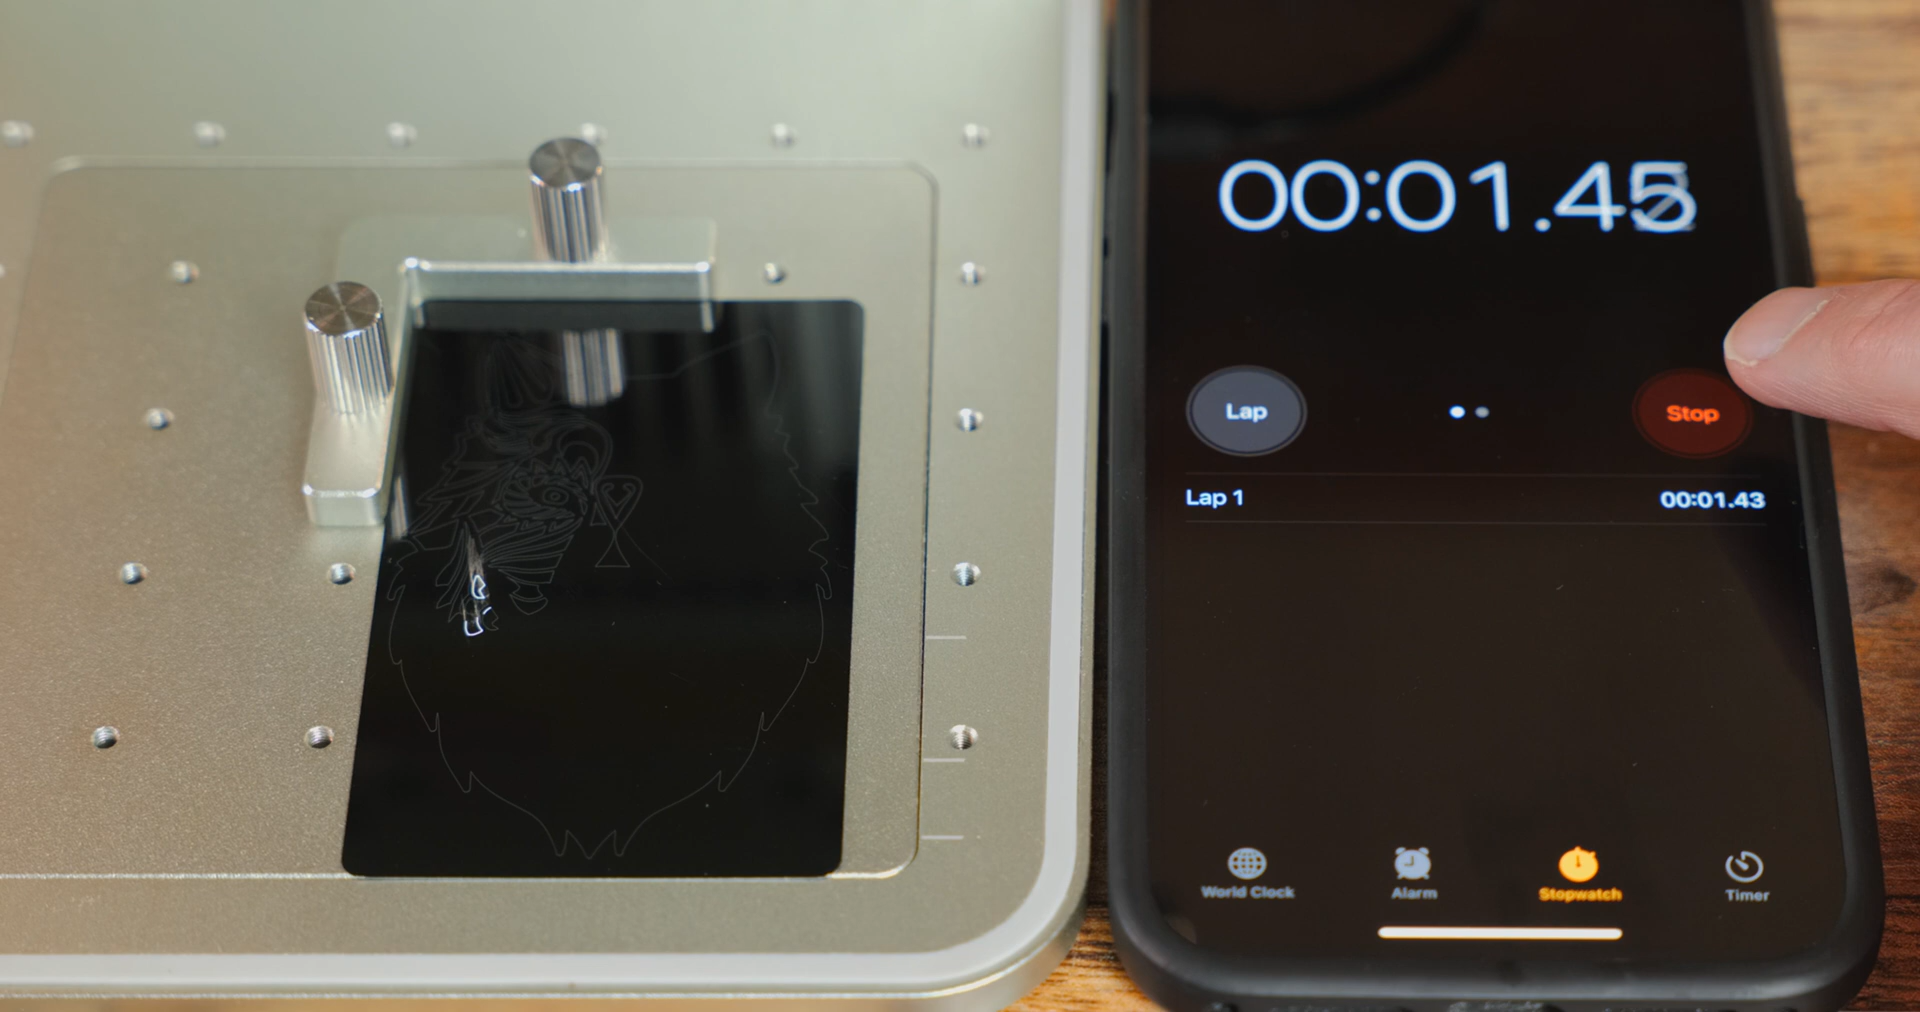 00:01.45
Lap
Stop
Lap 1 00:01.43
World Clock Alarm Stopwatch Timer